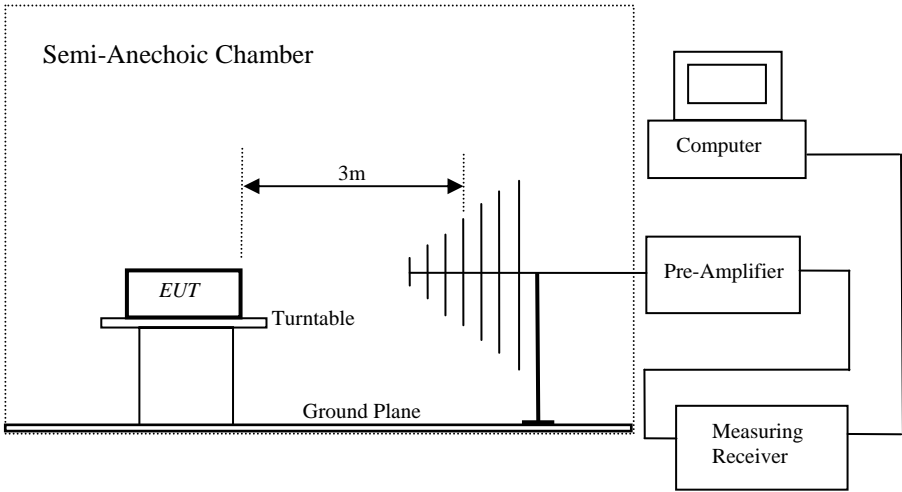 Semi-Anechoic Chamber
Computer
3m
Pre-Amplifier
EUT
Turntable
Ground Plane
Measuring
Receiver